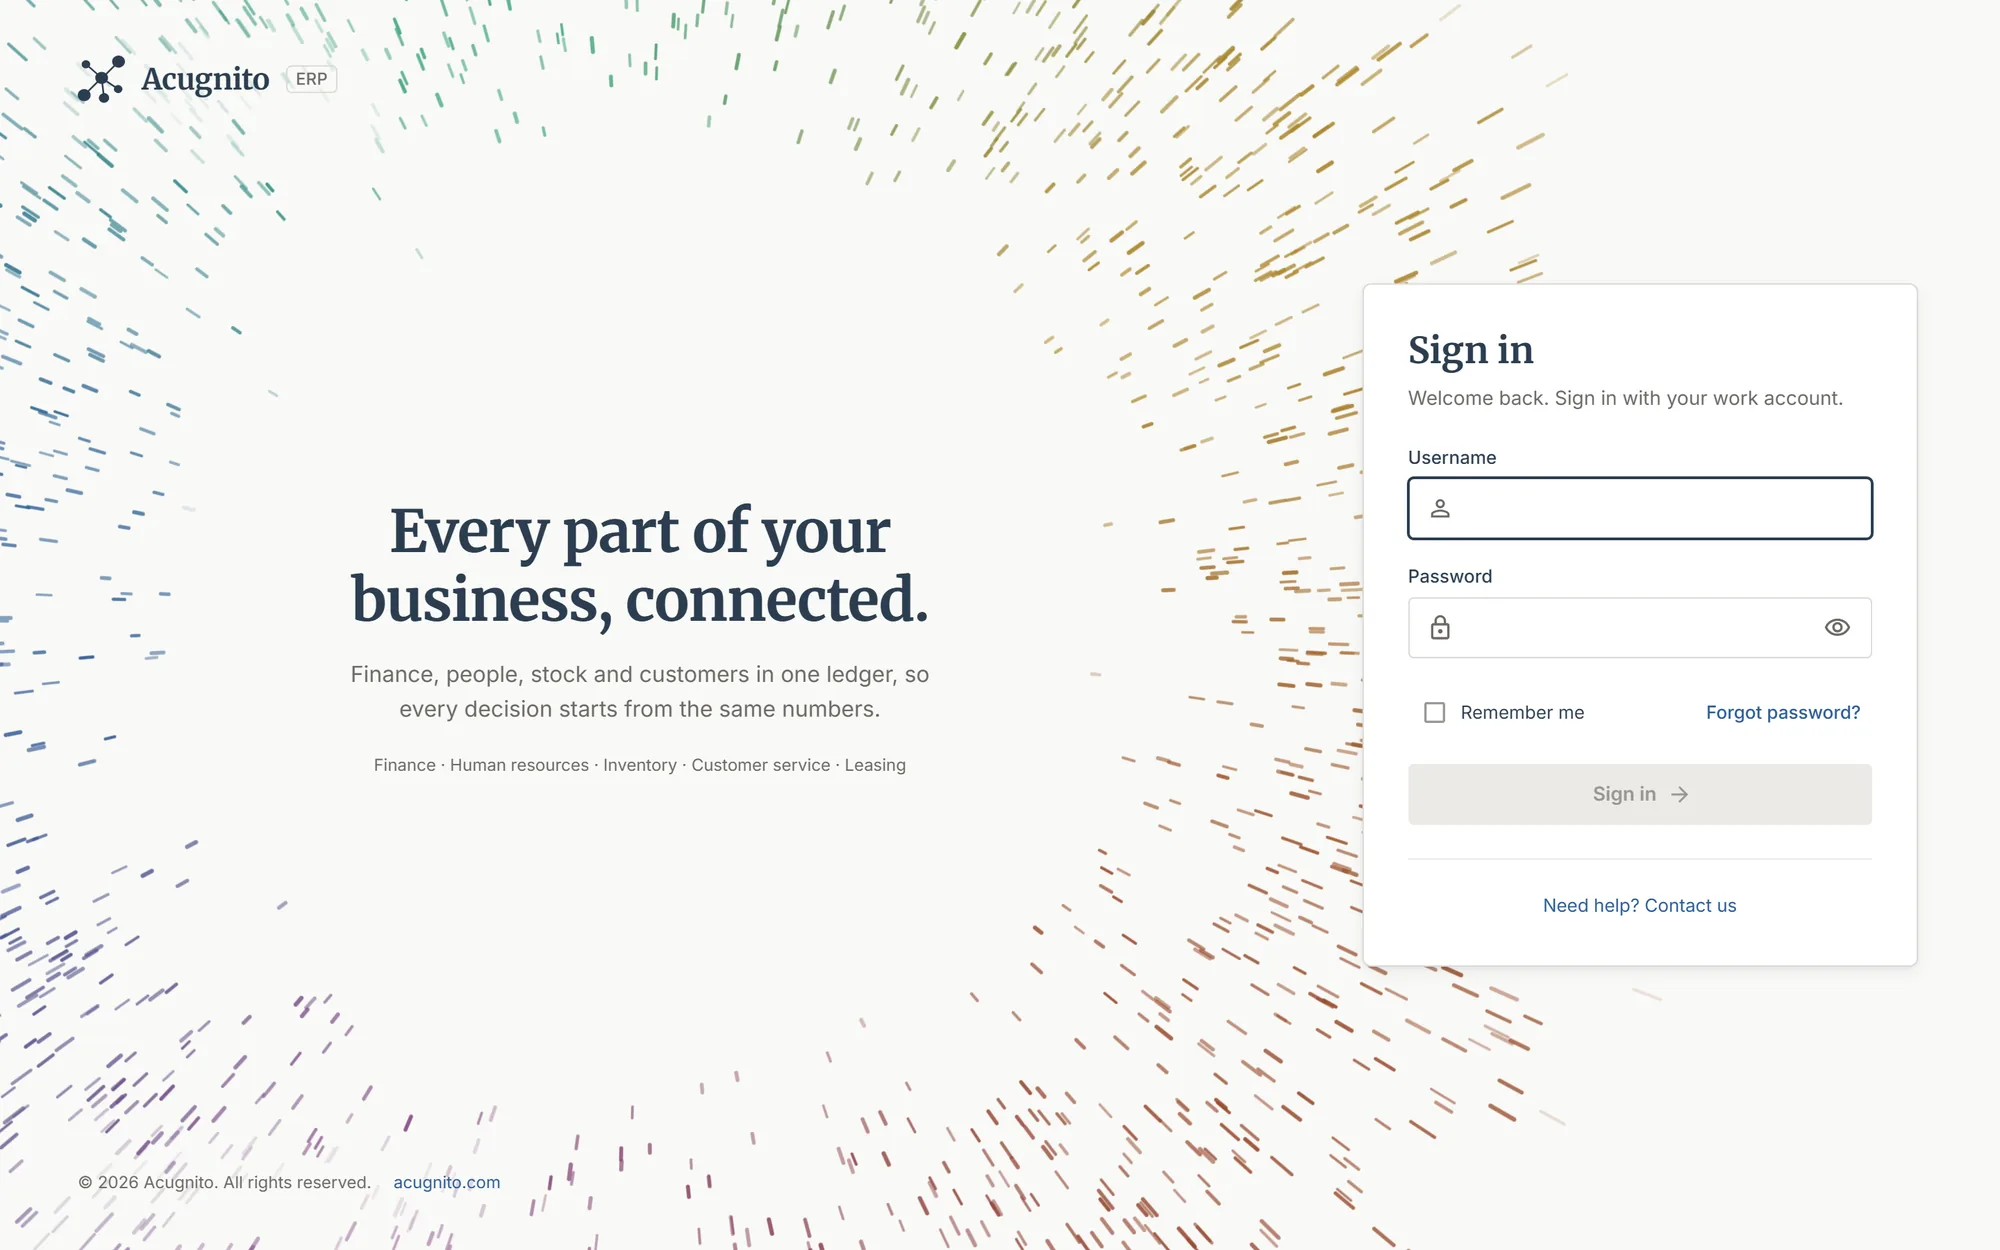 Acugnito ERP
Every part of your
business, connected.
Finance, people, stock and customers in one ledger, so
every decision starts from the same numbers.
Finance · Human resources · Inventory · Customer service · Leasing
© 2026 Acugnito. All rights reserved. acugnito.com
Sign in
Welcome back. Sign in with your work account.
Username
Password
Remember me Forgot password?
Sign in →
Need help? Contact us